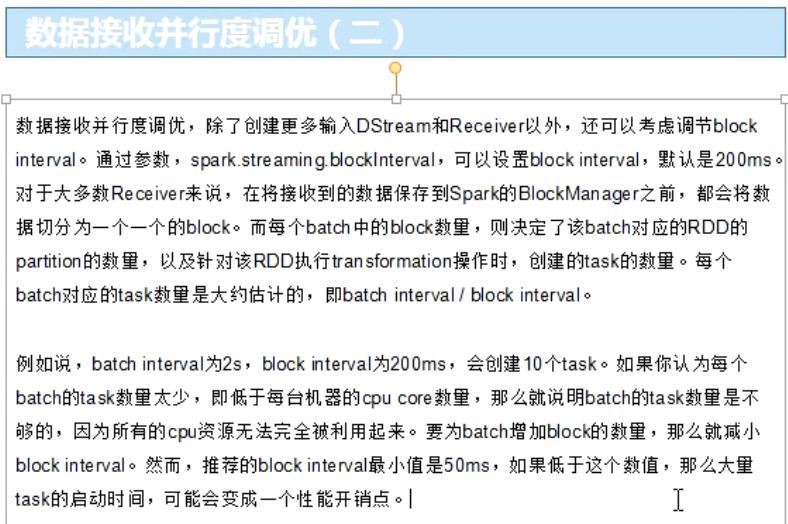 数据接收并行度调优（二）
数据接收并行度调优，除了创建更多输入DStream和Receiver以外，还可以考虑调节block
interval。通过参数，spark.streaming.blockInterval，可以设置block interval，默认是200ms。
对于大多数Receiver来说，在将接收到的数据保存到Spark的BlockManager之前，都会将数
据切分为一个一个的block。而每个batch中的block数量，则决定了该batch对应的RDD的
partition的数量，以及针对该RDD执行transformation操作时，创建的task的数量。每个
batch对应的task数量是大约估计的，即batch interval / block interval。
例如说，batch interval为2s，block interval为200ms，会创建10个task。如果你认为每个
batch的task数量太少，即低于每台机器的cpu core数量，那么就说明batch的task数量是不
够的，因为所有的cpu资源无法完全被利用起来。要为batch增加block的数量，那么就减小
block interval。然而，推荐的block interval最小值是50ms，如果低于这个数值，那么大量
task的启动时间，可能会变成一个性能开销点。